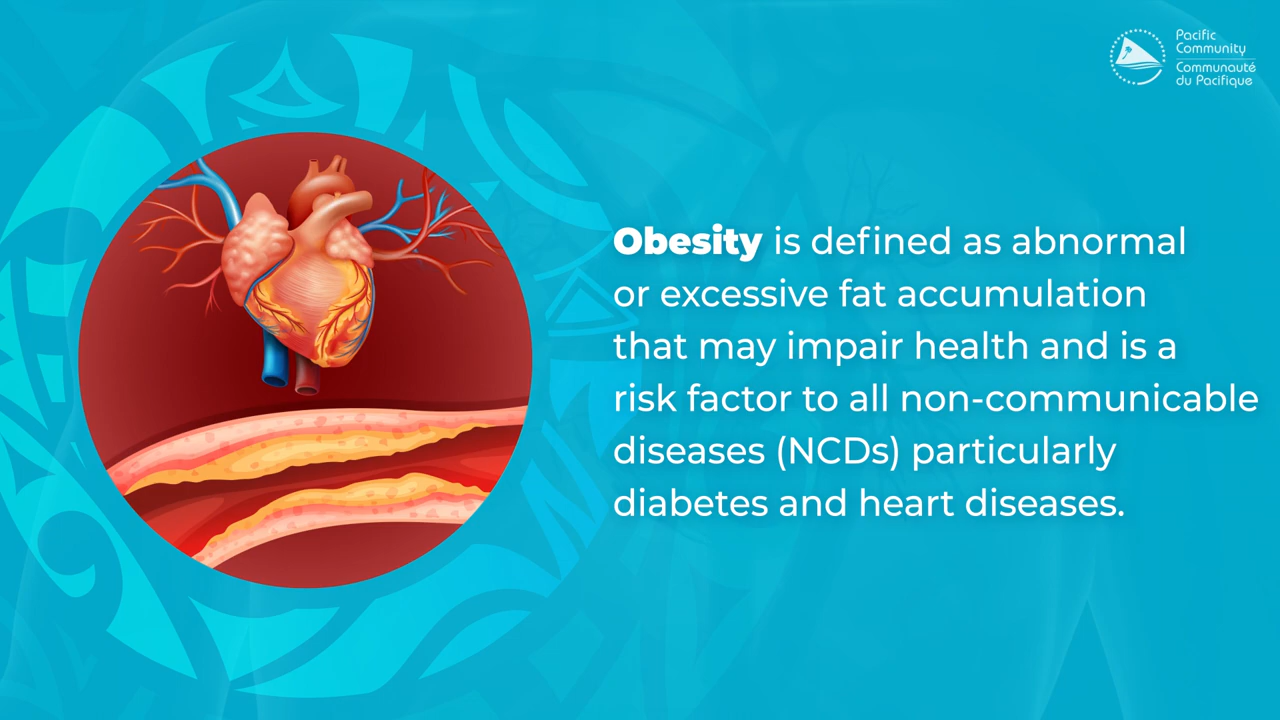 Pacific
Community
Communauté
du Pacifique
Obesity is defined as abnormal
or excessive fat accumulation
that may impair health and is a
risk factor to all non-communicable
diseases (NCDs) particularly
diabetes and heart diseases.